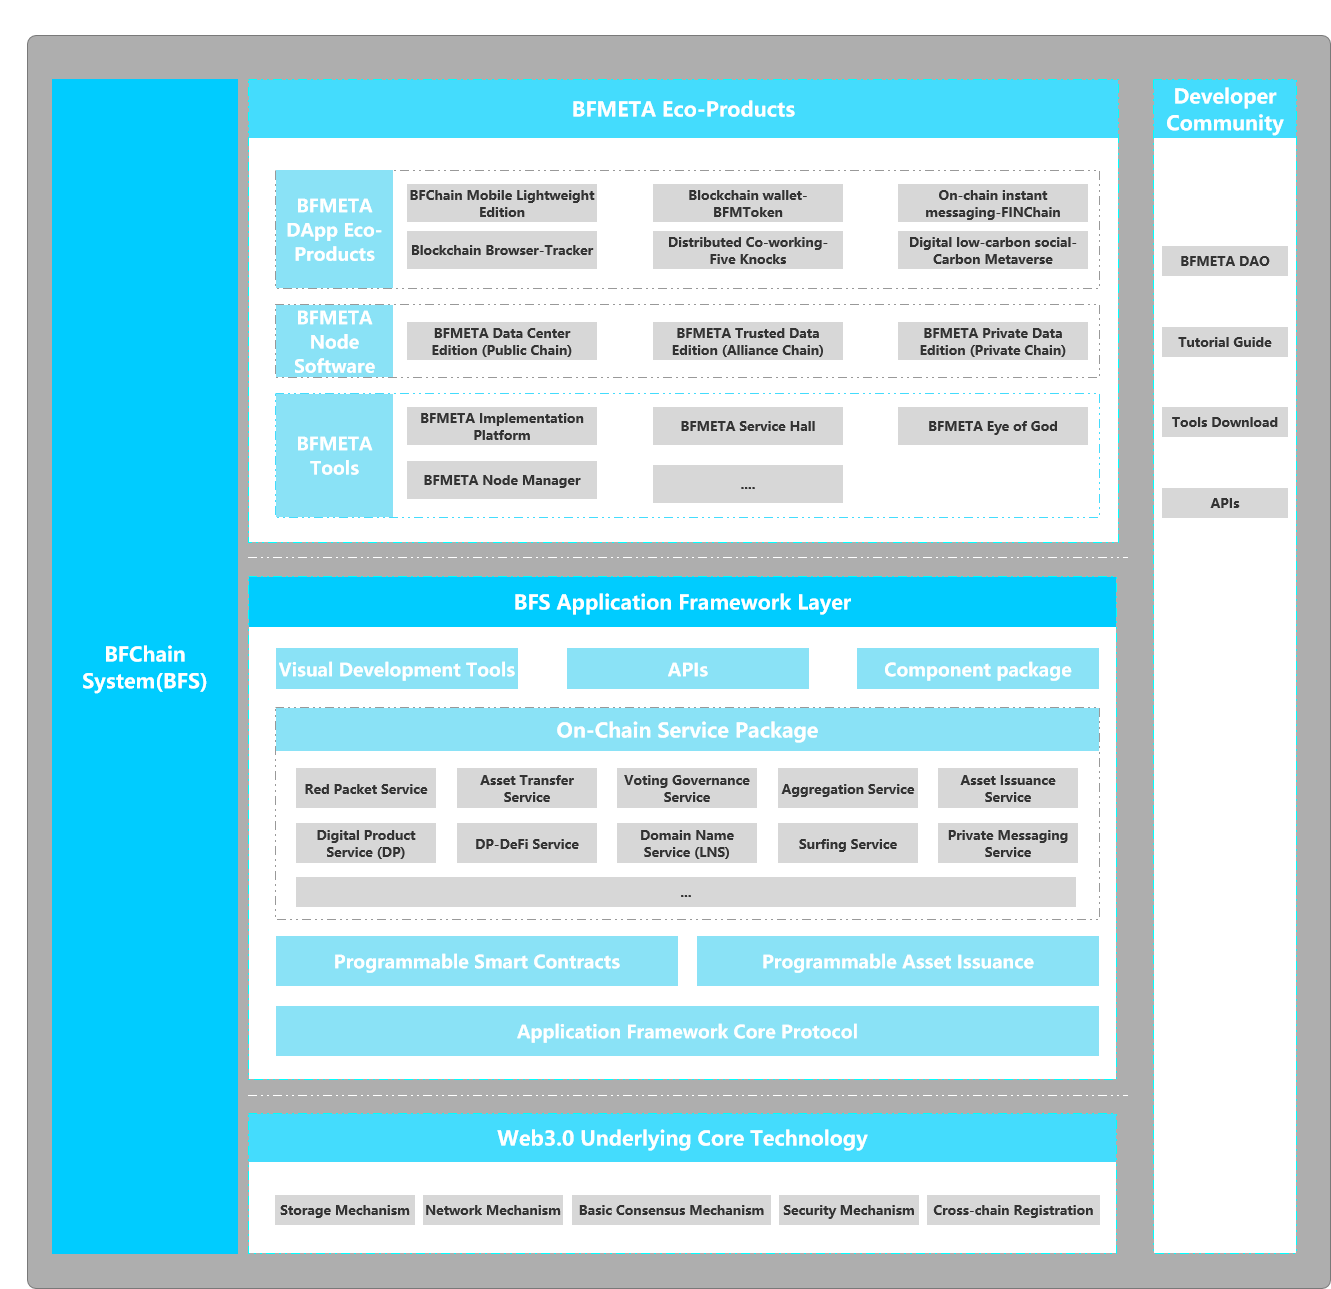 BFChain
System(BFS)
BFMETA Eco-Products
BFMETA
DApp Eco-
Products
BFChain Mobile Lightweight
Edition
Blockchain wallet-
BFMToken
On-chain instant
messaging-FINChain
Blockchain Browser-Tracker
Distributed Co-working-
Five Knocks
Digital low-carbon social-
Carbon Metaverse
BFMETA
Node
Software
BFMETA Data Center
Edition (Public Chain)
BFMETA Trusted Data
Edition (Alliance Chain)
BFMETA Private Data
Edition (Private Chain)
BFMETA
Tools
BFMETA Implementation
Platform
BFMETA Service Hall
BFMETA Eye of God
BFMETA Node Manager
....
BFS Application Framework Layer
Visual Development Tools
APIs
Component package
On-Chain Service Package
Red Packet Service
Asset Transfer
Service
Voting Governance
Service
Aggregation Service
Asset Issuance
Service
Digital Product
Service (DP)
DP-DeFi Service
Domain Name
Service (LNS)
Surfing Service
Private Messaging
Service
...
Programmable Smart Contracts
Programmable Asset Issuance
Application Framework Core Protocol
Web3.0 Underlying Core Technology
Storage Mechanism
Network Mechanism
Basic Consensus Mechanism
Security Mechanism
Cross-chain Registration
Developer
Community
BFMETA DAO
Tutorial Guide
Tools Download
APIs